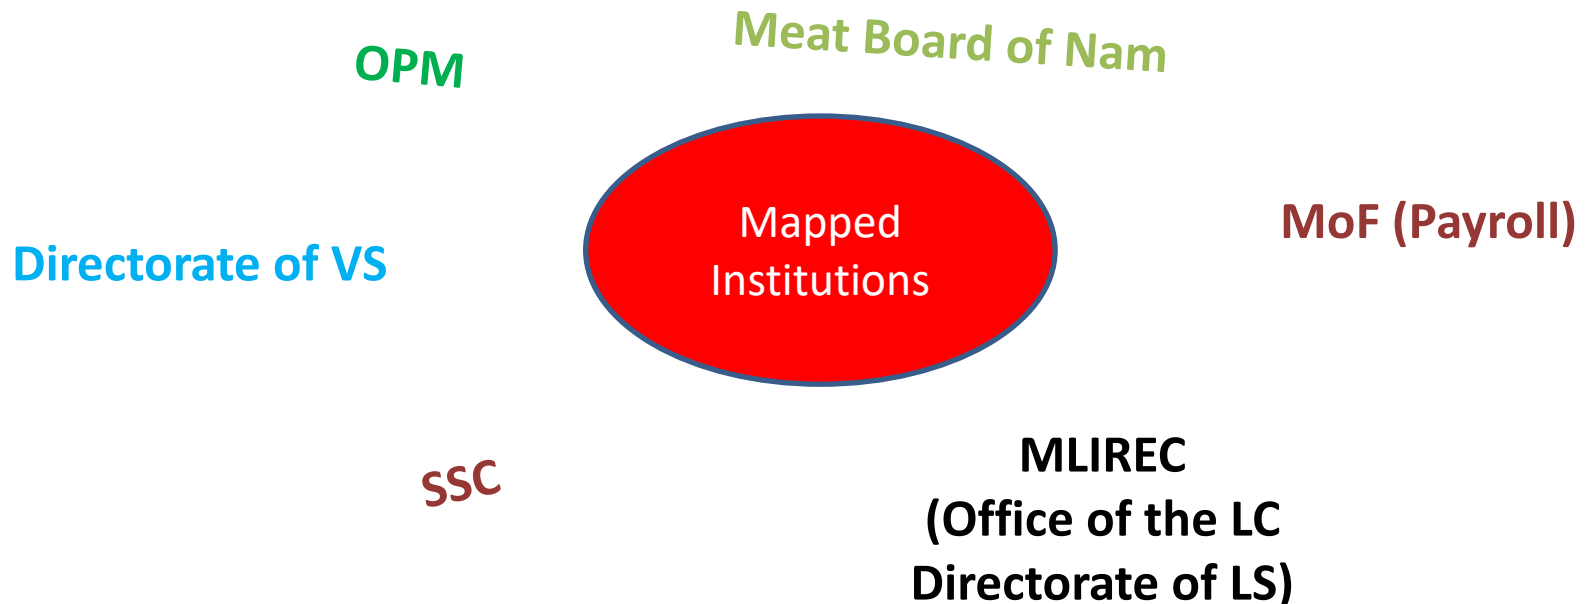 Meat Board of Nam
OPM
Mapped
Institutions
MoF (Payroll)
Directorate of VS
MLIREC
(Office of the LC
Directorate of LS)
SSC